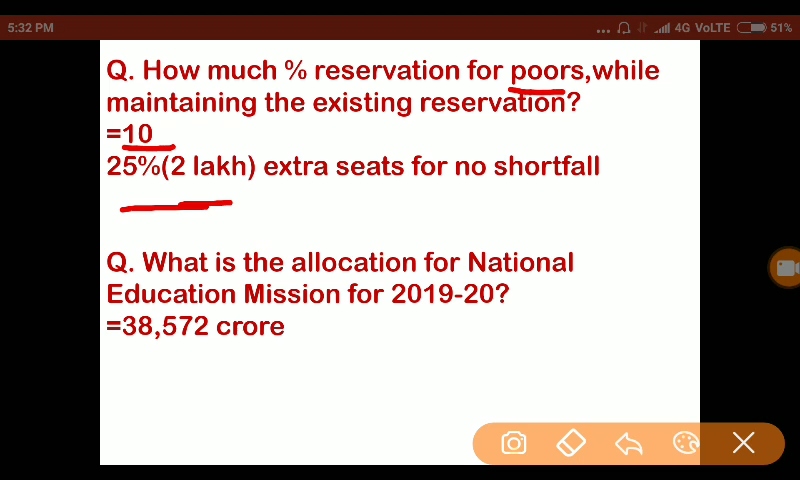 5:32 PM
4G VoLTE 51%
Q. How much % reservation for poors,while
maintaining the existing reservation?
=10
25%(2 lakh) extra seats for no shortfall
Q. What is the allocation for National
Education Mission for 2019-20?
=38,572 crore